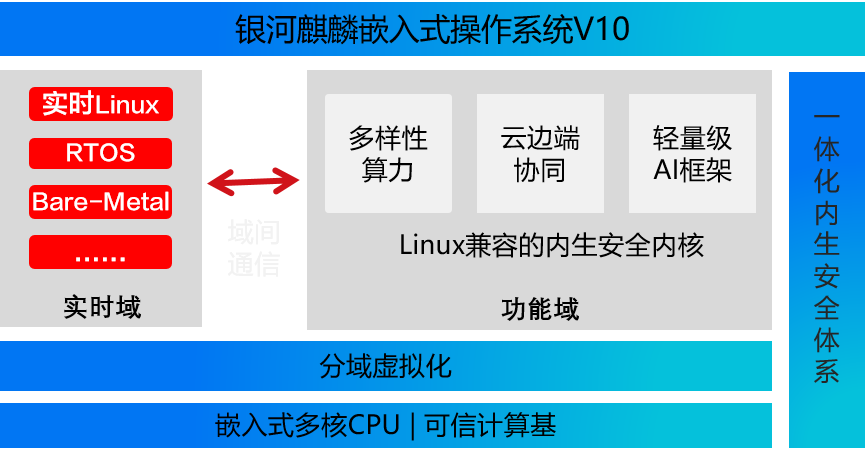 银河麒麟嵌入式操作系统V10
实时Linux
RTOS
Bare-Metal
......
实时域
域间
通信
多样性
算力
云边端
协同
轻量级
AI框架
Linux兼容的内生安全内核
功能域
一体化内生安全体系
分域虚拟化
嵌入式多核CPU | 可信计算基